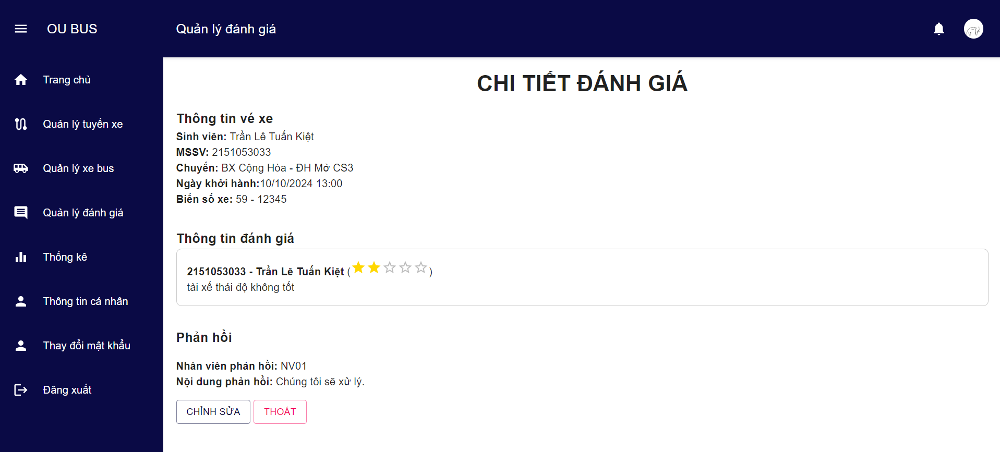 OU BUS
Quản lý đánh giá
Trang chủ
Quản lý tuyến xe
Quản lý xe bus
Quản lý đánh giá
Thống kê
Thông tin cá nhân
Thay đổi mật khẩu
Đăng xuất
CHI TIẾT ĐÁNH GIÁ
Thông tin vé xe
Sinh viên: Trần Lê Tuấn Kiệt
MSSV: 2151053033
Chuyến: BX Cộng Hòa - ĐH Mở CS3
Ngày khởi hành:10/10/2024 13:00
Biển số xe: 59 - 12345
Thông tin đánh giá
2151053033 - Trần Lê Tuấn Kiệt (★★☆☆☆)
tài xế thái độ không tốt
Phản hồi
Nhân viên phản hồi: NV01
Nội dung phản hồi: Chúng tôi sẽ xử lý.
CHỈNH SỬA
THOÁT